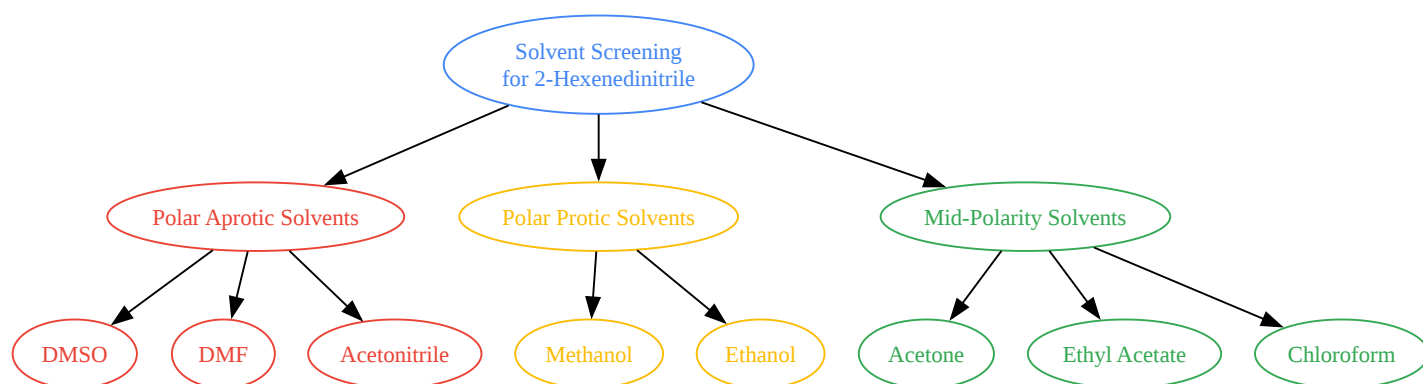 Solvent Screening
for 2-Hexenedinitrile
Polar Aprotic Solvents
Polar Protic Solvents
Mid-Polarity Solvents
DMSO
DMF
Acetonitrile
Methanol
Ethanol
Acetone
Ethyl Acetate
Chloroform